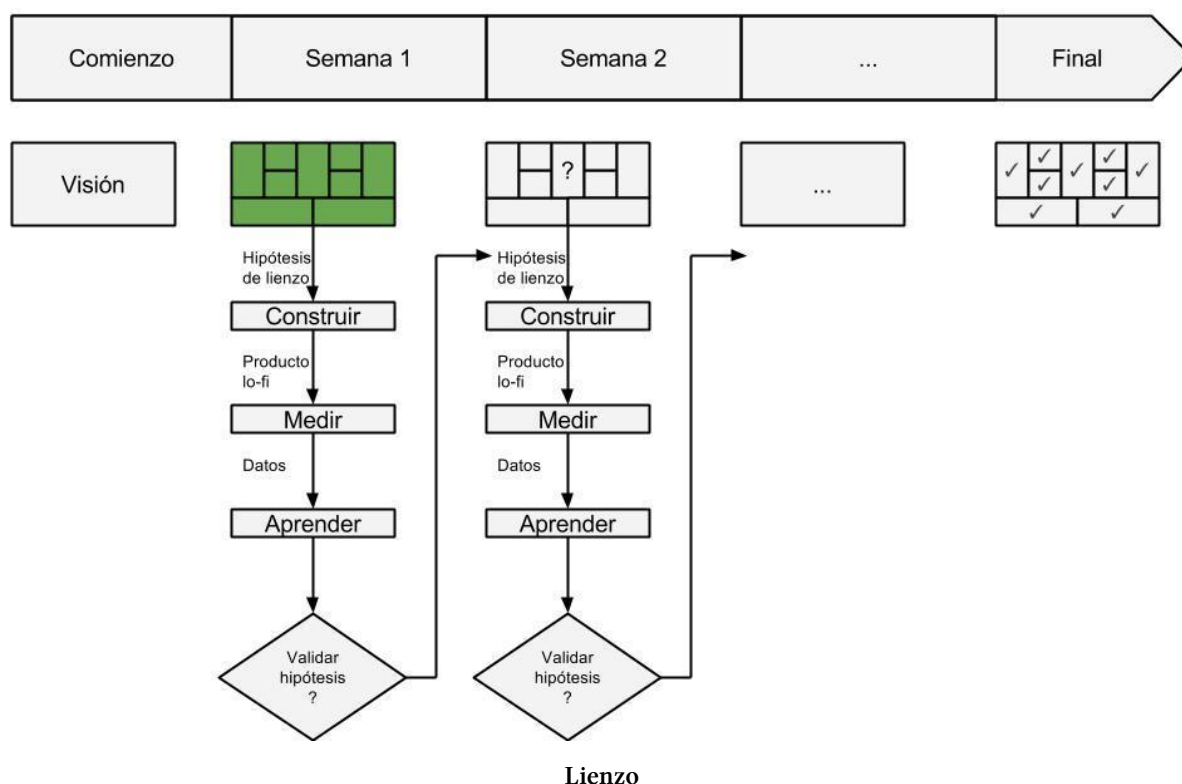 Comienzo
Semana 1
Semana 2
...
Final
Visión
?
...
✓ ✓ ✓ ✓ ✓
✓ ✓
✓ ✓
Hipótesis
de lienzo
Construir
Producto
lo-fi
Medir
Datos
Aprender
Validar
hipótesis
?
Hipótesis
de lienzo
Construir
Producto
lo-fi
Medir
Datos
Aprender
Validar
hipótesis
?
Lienzo